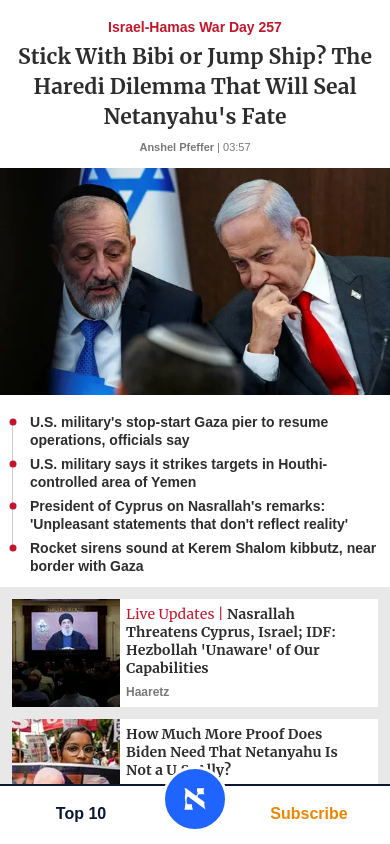 Israel-Hamas War Day 257
Stick With Bibi or Jump Ship? The
Haredi Dilemma That Will Seal
Netanyahu's Fate
Anshel Pfeffer | 03:57
U.S. military's stop-start Gaza pier to resume
operations, officials say
U.S. military says it strikes targets in Houthi-
controlled area of Yemen
President of Cyprus on Nasrallah's remarks:
'Unpleasant statements that don't reflect reality'
Rocket sirens sound at Kerem Shalom kibbutz, near
border with Gaza
Live Updates | Nasrallah
Threatens Cyprus, Israel; IDF:
Hezbollah 'Unaware' of Our
Capabilities
Haaretz
How Much More Proof Does
Biden Need That Netanyahu Is
Not a U.S. Ally?
Top 10
א
Subscribe